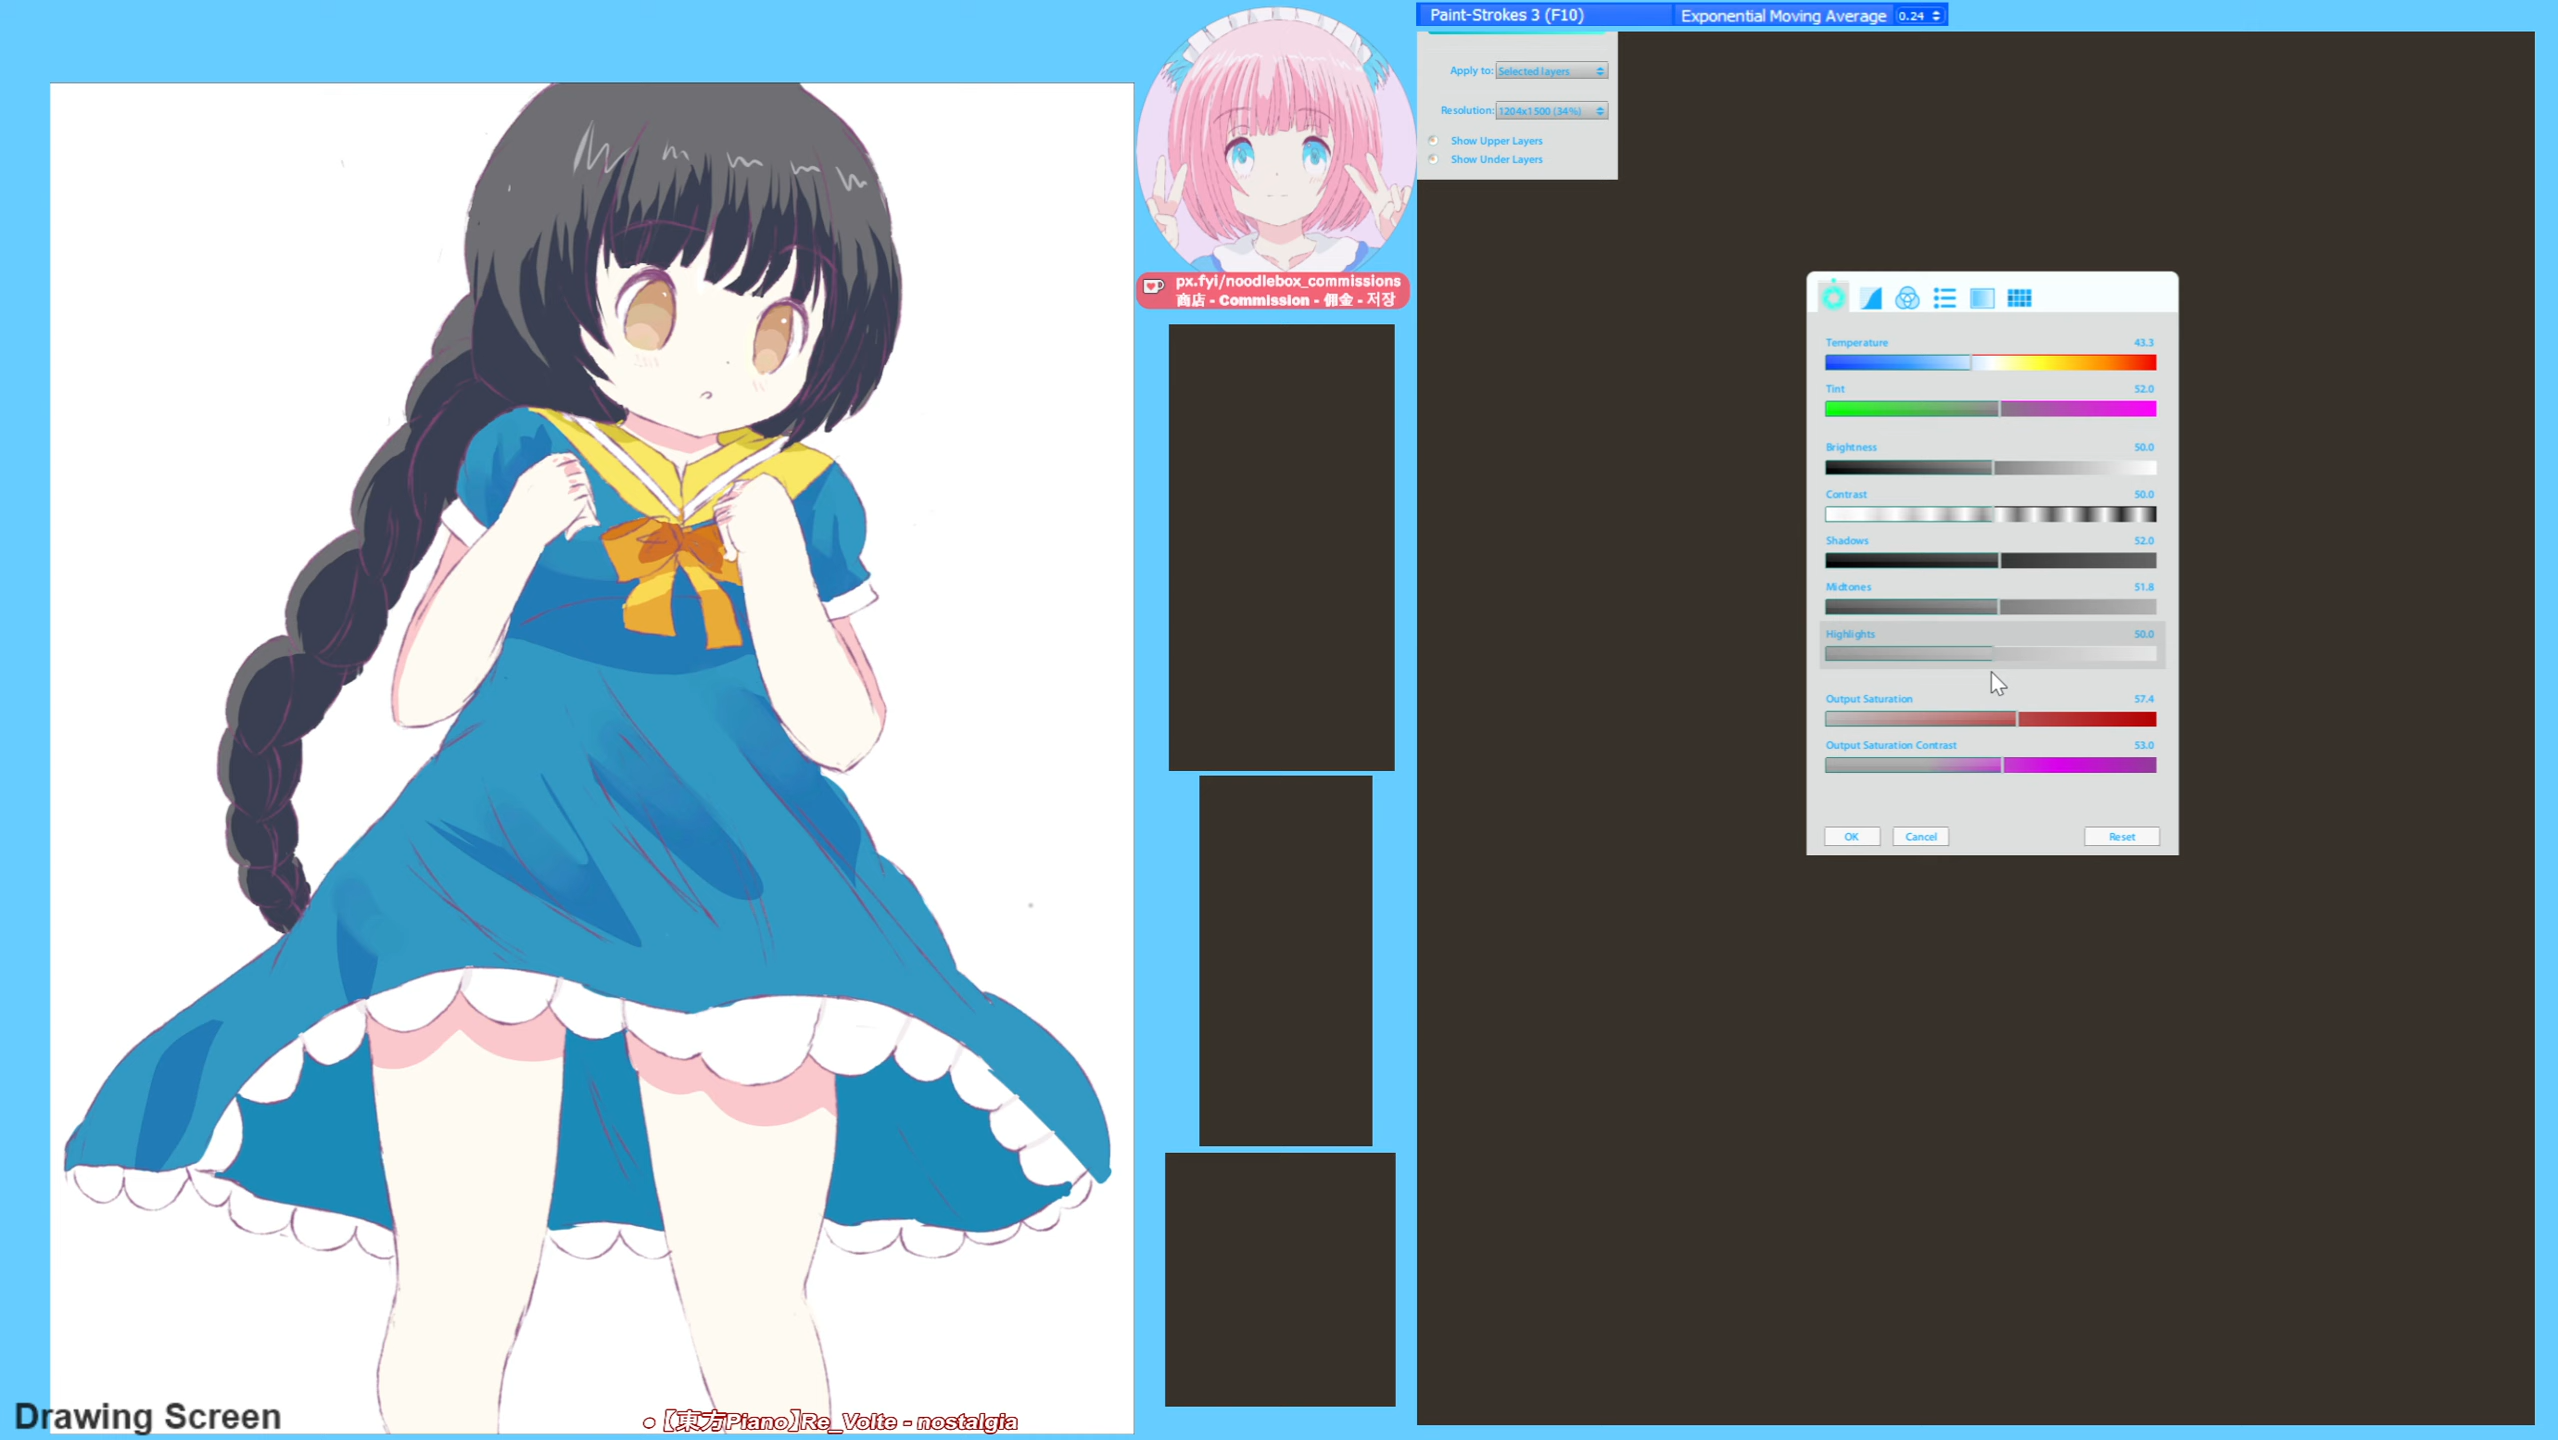 Paint-Strokes 3 (F10)
Exponential Moving Average 0.24
Apply to: Selected layers
Resolution: 1204x1500 (34%)
Show Upper Layers
Show Under Layers
px.fyi/noodlebox_commissions
商店 - Commission - 佣金 - 저장
Temperature 43.3
Tint 52.0
Brightness 50.0
Contrast 50.0
Shadows 52.0
Midtones 51.8
Highlights 50.0
Output Saturation 57.4
Output Saturation Contrast 53.0
OK Cancel Reset
Drawing Screen
• 【東方Piano】Re_Volte - nostalgia